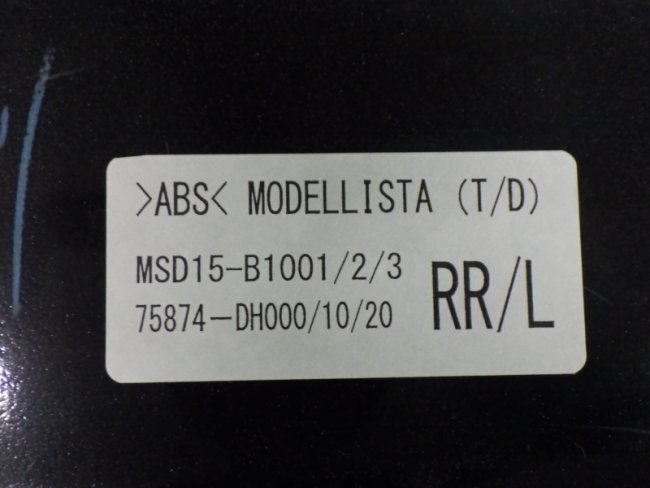 >ABS< MODELLISTA (T/D)
MSD15-B1001/2/3
75874-DH000/10/20
RR/L